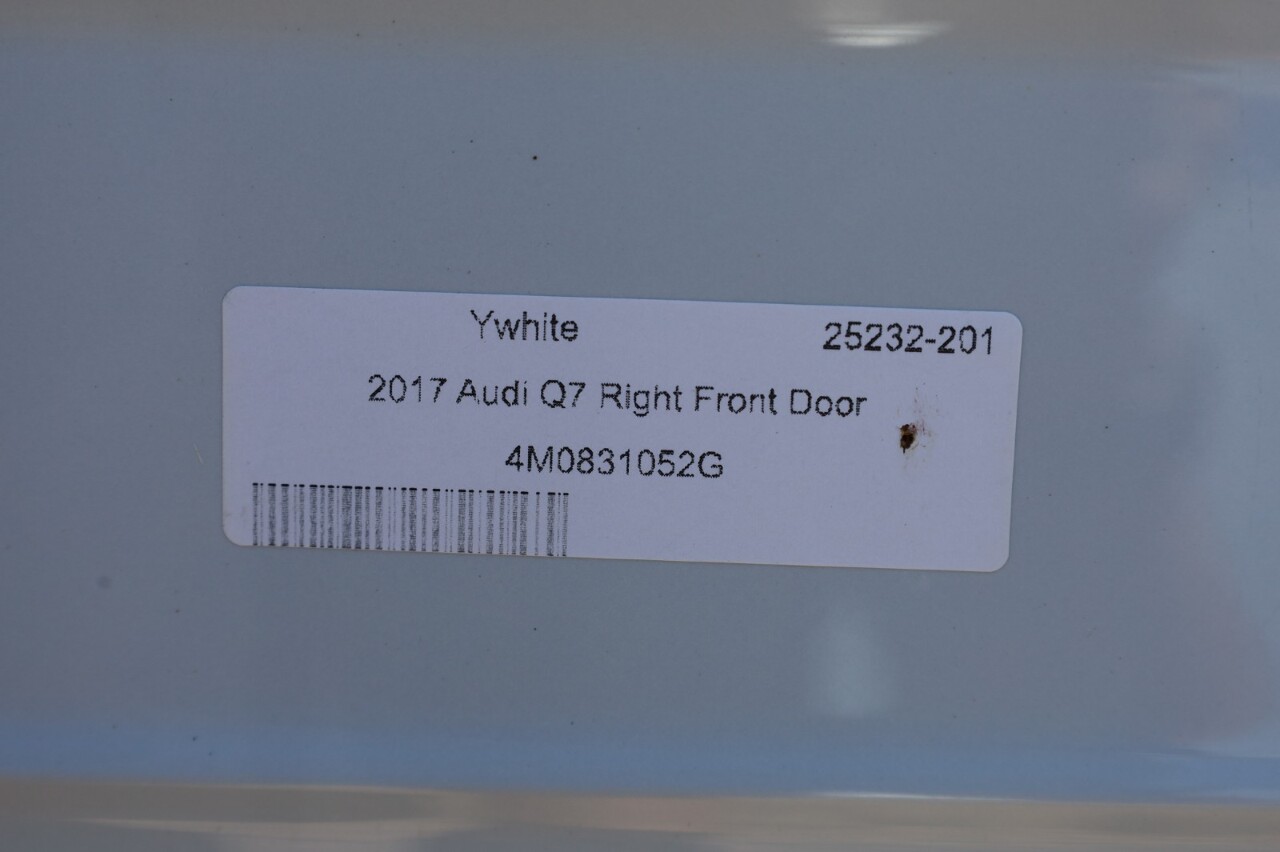 Ywhite 25232-201
2017 Audi Q7 Right Front Door
4M0831052G